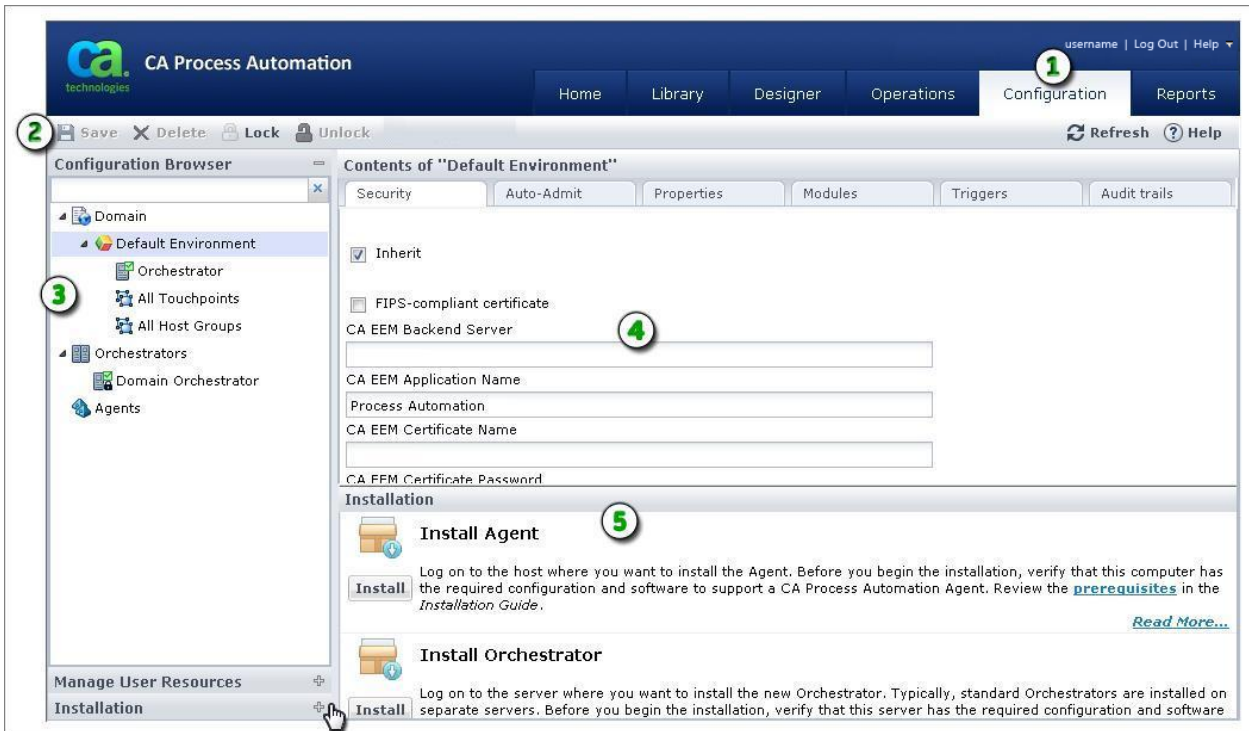 ca
technologies
CA Process Automation
username | Log Out | Help
1
Home Library Designer Operations Configuration Reports
2
Save Delete Lock Unlock
Refresh ? Help
Configuration Browser
Domain
Default Environment
Orchestrator
All Touchpoints
All Host Groups
3
Orchestrators
Domain Orchestrator
Agents
Manage User Resources
Installation
Contents of "Default Environment"
Security Auto-Admit Properties Modules Triggers Audit trails
Inherit
FIPS-compliant certificate
CA EEM Backend Server
4
CA EEM Application Name
Process Automation
CA EEM Certificate Name
CA EEM Certificate Password
Installation
5
Install Agent
Install
Log on to the host where you want to install the Agent. Before you begin the installation, verify that this computer has
the required configuration and software to support a CA Process Automation Agent. Review the prerequisites in the
Installation Guide.
Read More...
Install Orchestrator
Install
Log on to the server where you want to install the new Orchestrator. Typically, standard Orchestrators are installed on
separate servers. Before you begin the installation, verify that this server has the required configuration and software